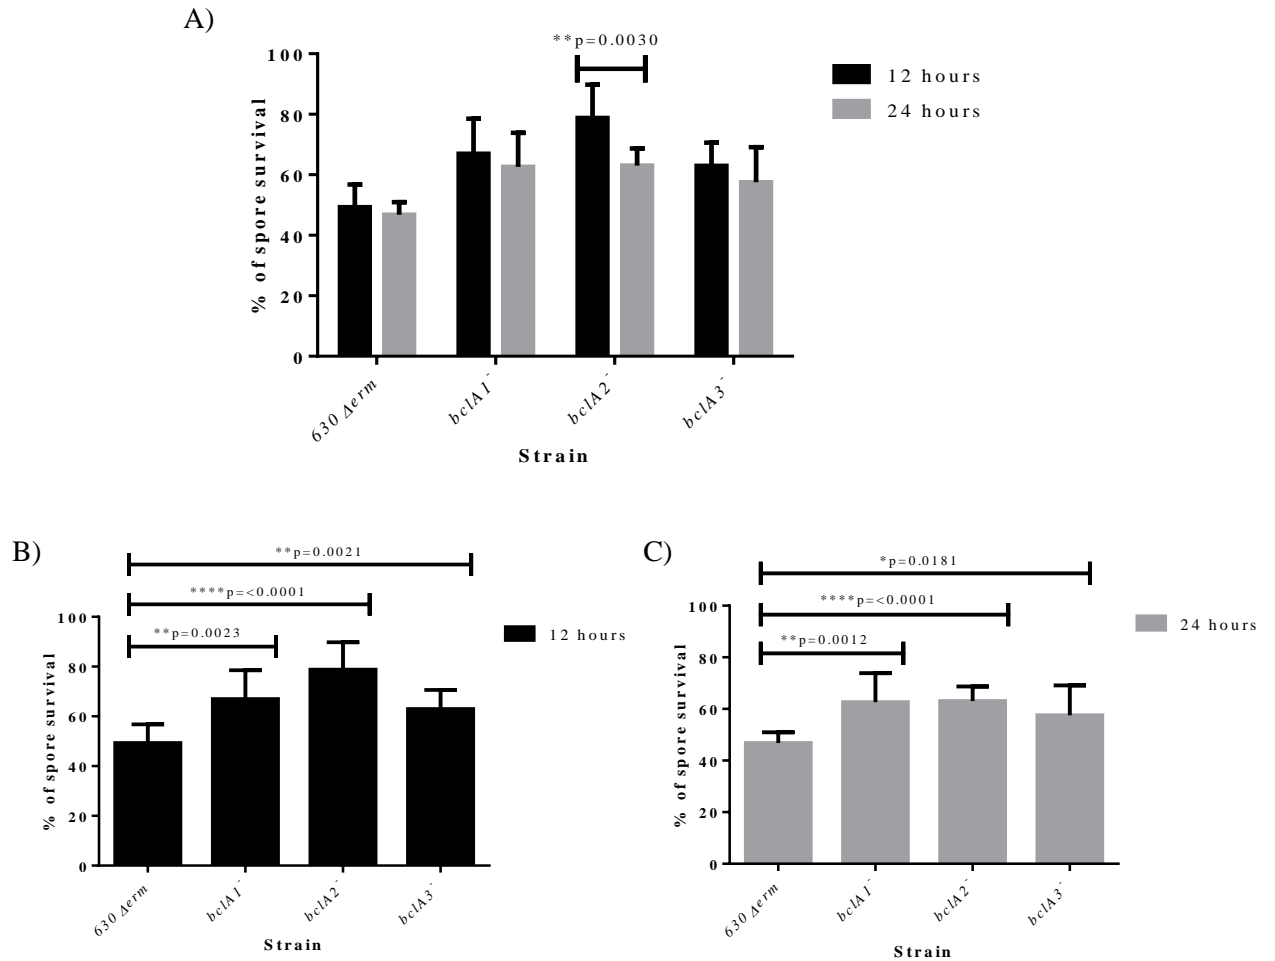 A)
**p=0.0030
100
80
60
40
20
0
% of spore survival
12 hours
24 hours
630 Δerm
bclA1-
bclA2-
bclA3-
Strain
B)
**p=0.0021
****p=<0.0001
**p=0.0023
100
80
60
40
20
0
% of spore survival
12 hours
630 Δerm
bclA1-
bclA2-
bclA3-
Strain
C)
*p=0.0181
****p=<0.0001
**p=0.0012
100
80
60
40
20
0
% of spore survival
24 hours
630 Δerm
bclA1-
bclA2-
bclA3-
Strain